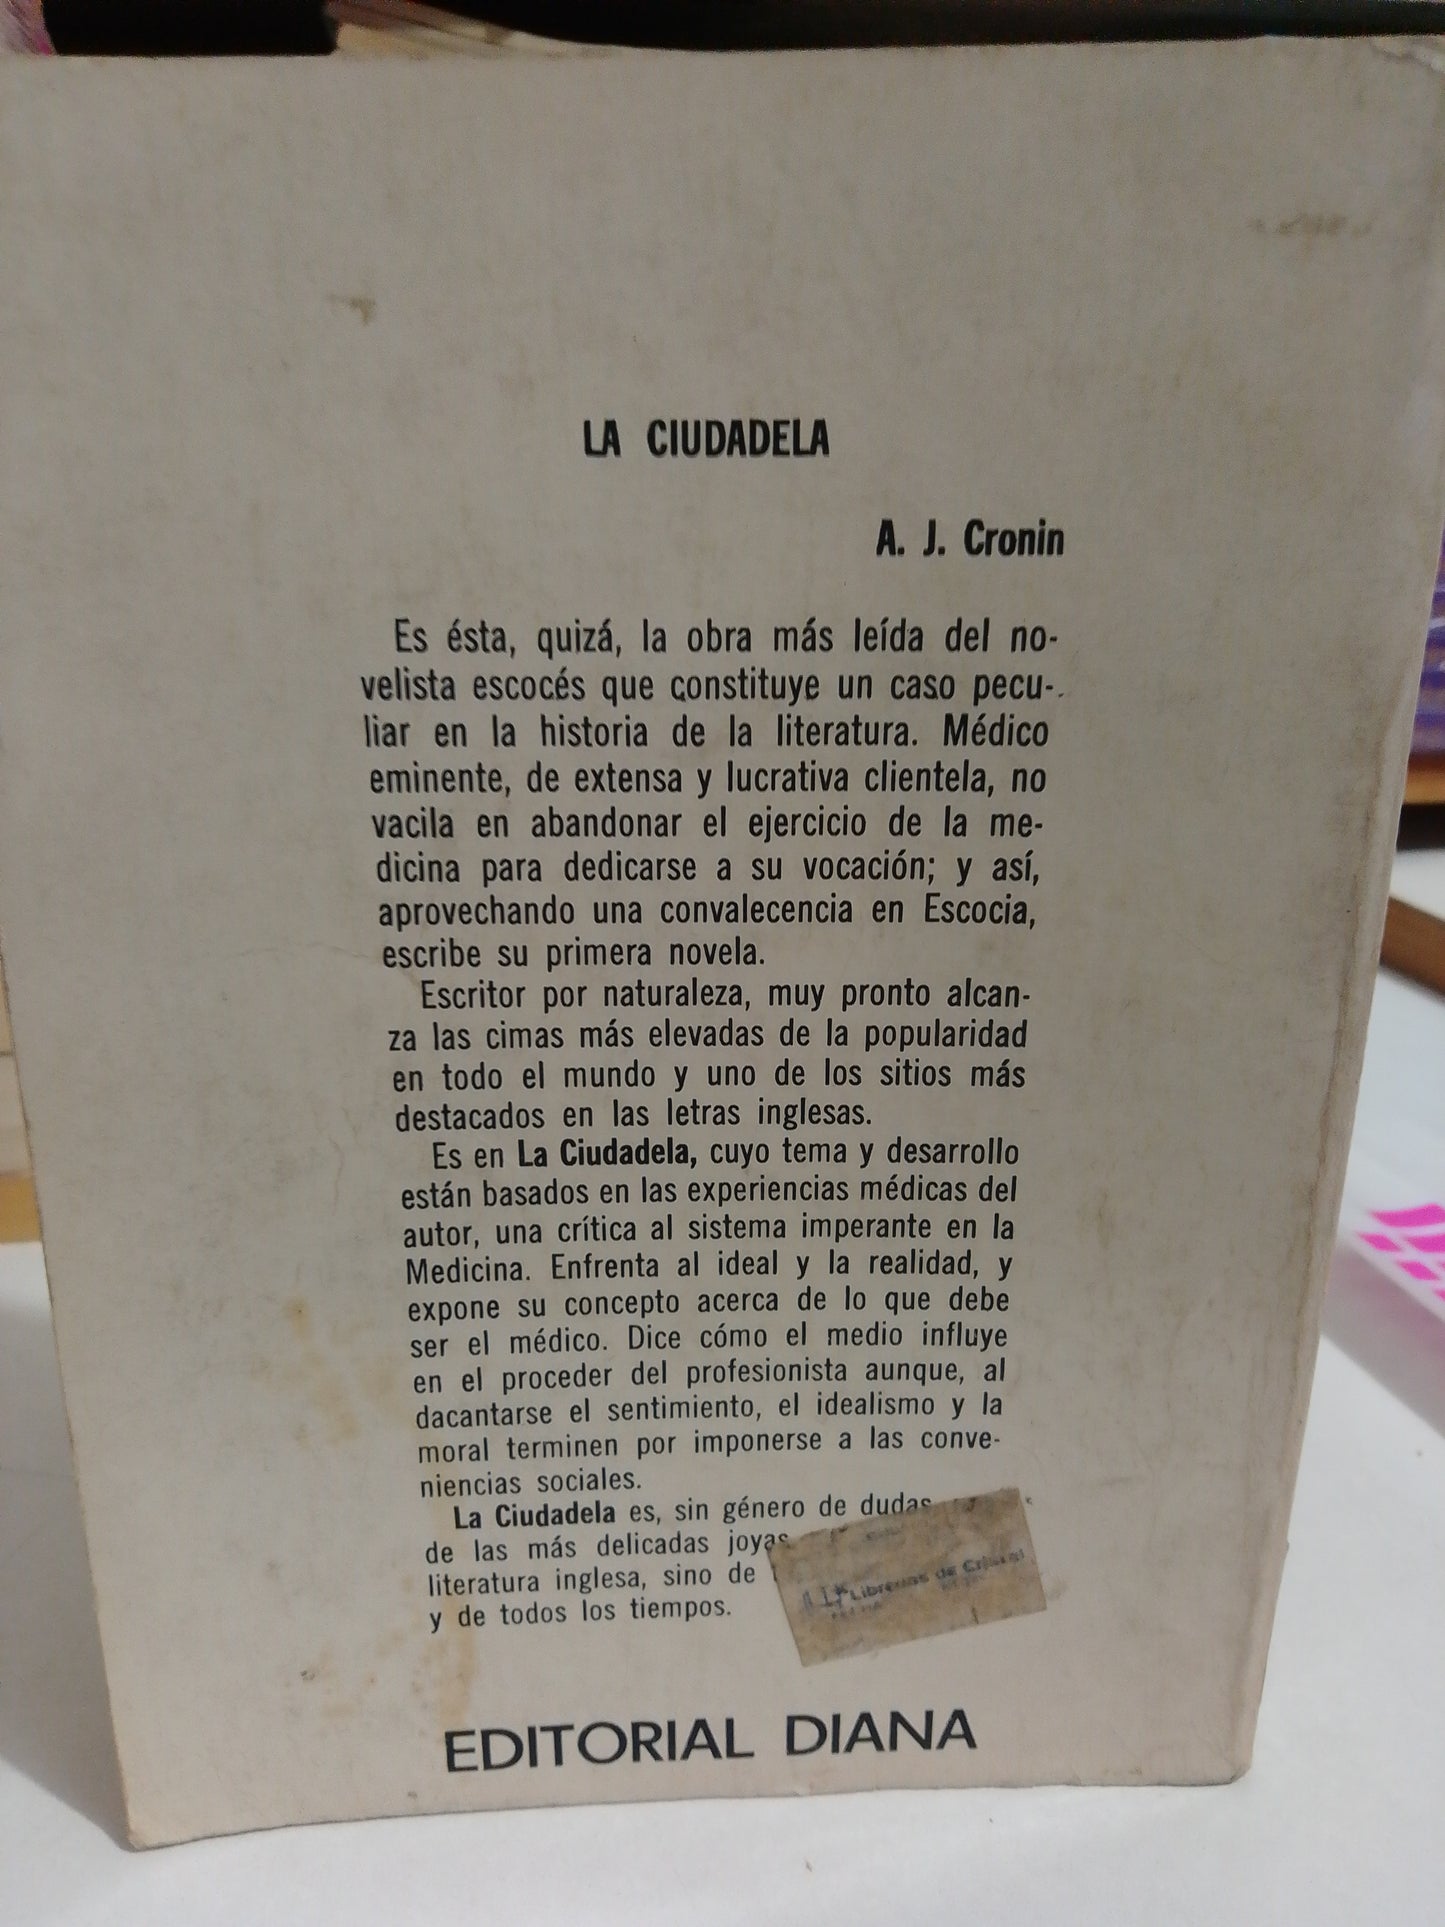 LA CIUDADELA
A. J. Cronin
Es ésta, quizá, la obra más leída del no-
velista escocés que constituye un caso pecu-
liar en la historia de la literatura. Médico
eminente, de extensa y lucrativa clientela, no
vacila en abandonar el ejercicio de la me-
dicina para dedicarse a su vocación; y así,
aprovechando una convalecencia en Escocia,
escribe su primera novela.
Escritor por naturaleza, muy pronto alcan-
za las cimas más elevadas de la popularidad
en todo el mundo y uno de los sitios más
destacados en las letras inglesas.
Es en La Ciudadela, cuyo tema y desarrollo
están basados en las experiencias médicas del
autor, una crítica al sistema imperante en la
Medicina. Enfrenta al ideal y la realidad, y
expone su concepto acerca de lo que debe
ser el médico. Dice cómo el medio influye
en el proceder del profesionista aunque, al
dacantarse el sentimiento, el idealismo y la
moral terminen por imponerse a las conve-
niencias sociales.
La Ciudadela es, sin género de dudas
de las más delicadas joyas
literatura inglesa, sino de
y de todos los tiempos.
Librerías de Cristal
EDITORIAL DIANA